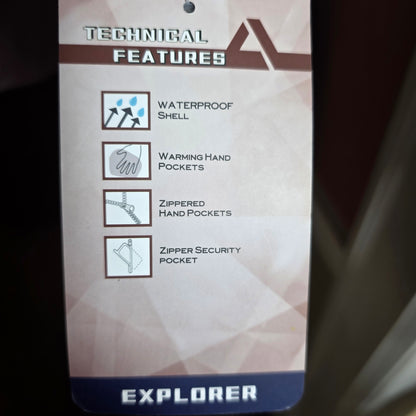 TECHNICAL
FEATURES
WATERPROOF
SHELL
WARMING HAND
POCKETS
ZIPPERED
HAND POCKETS
ZIPPER SECURITY
POCKET
EXPLORER